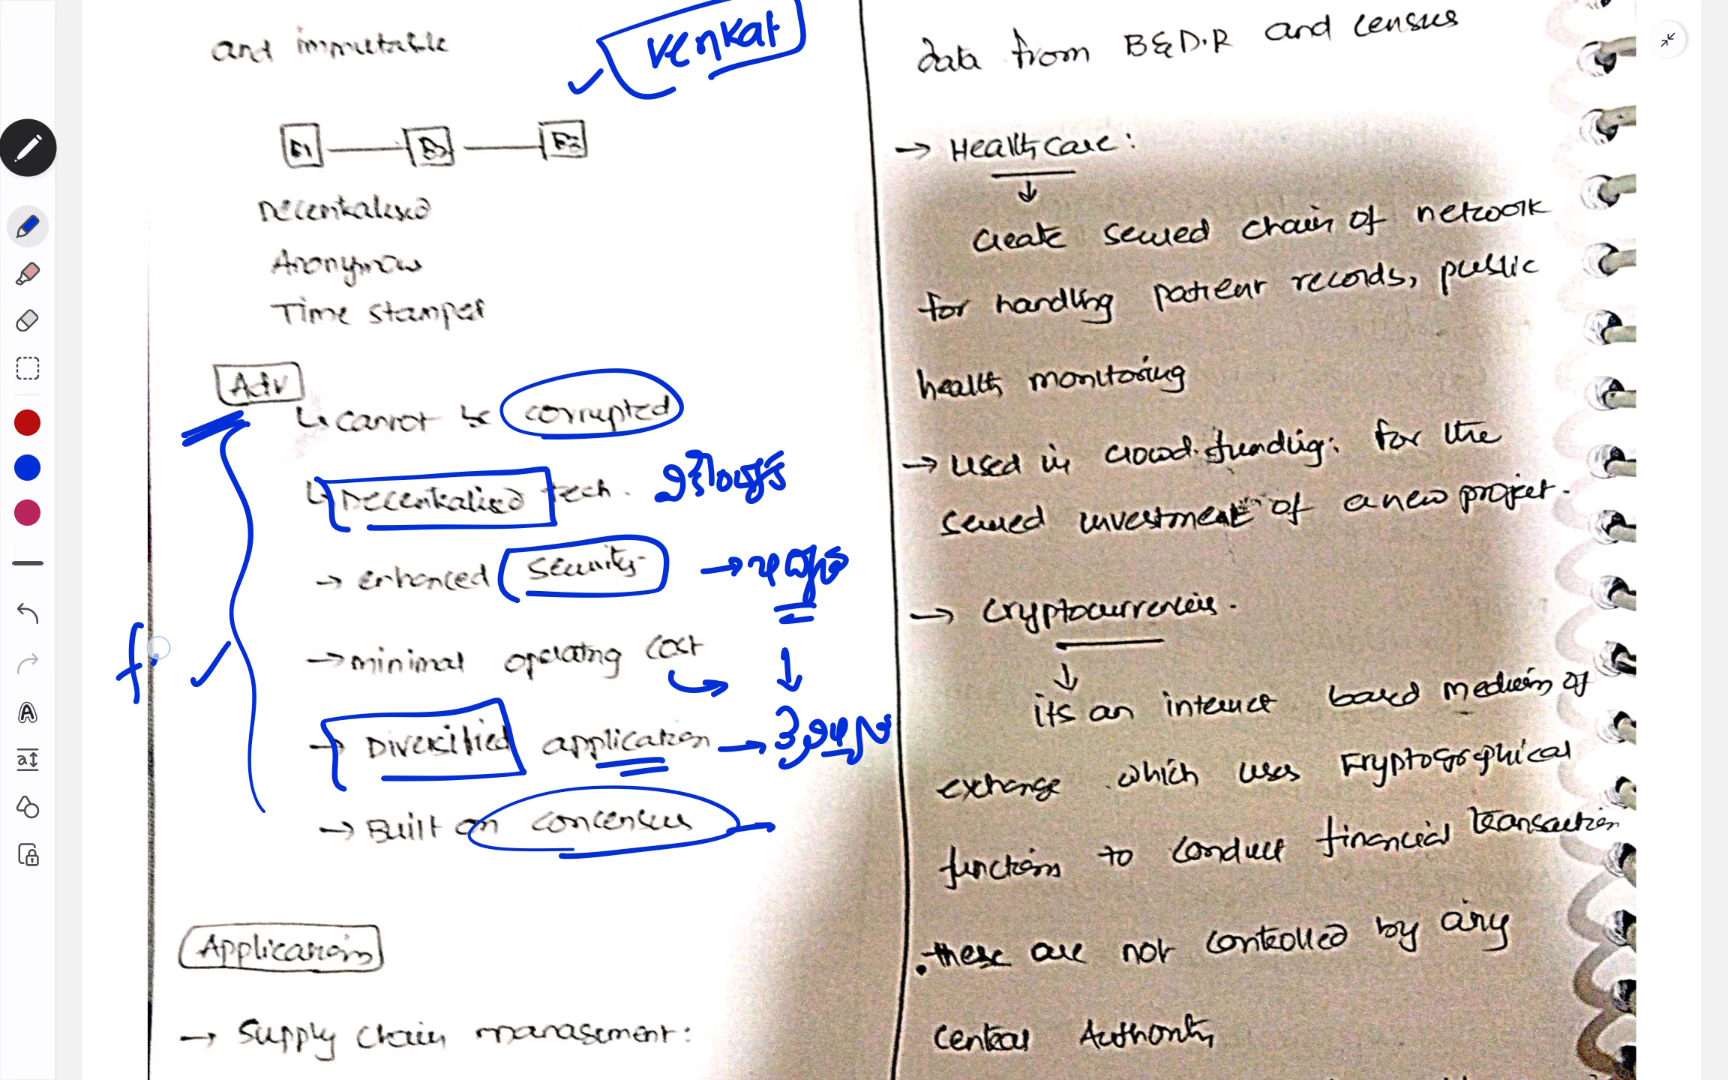 and immutable
venkat
B1 B2 B3
Decentralised
Anonymous
Time stamped
Adv
cannot be corrupted
Decentralised tech.
→ enhanced security
→ minimal operating cost
→ Diversified application →
→ Built on concensus
Applications
→ Supply chain management:
data from B&D.R and census
→ Healthcare:
create secured chain of network
for handling patient records, public
health monitoring
→ used in crowd.funding: for the
secured investment of a new project.
→ cryptocurrencies.
its an internet based medium of
exchange which uses cryptographical
functions to conduct financial transaction
. these are not controlled by any
central Authority